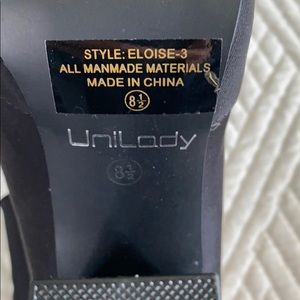 STYLE: ELOISE-3
ALL MANMADE MATERIALS
MADE IN CHINA
8½
UniLady
8½